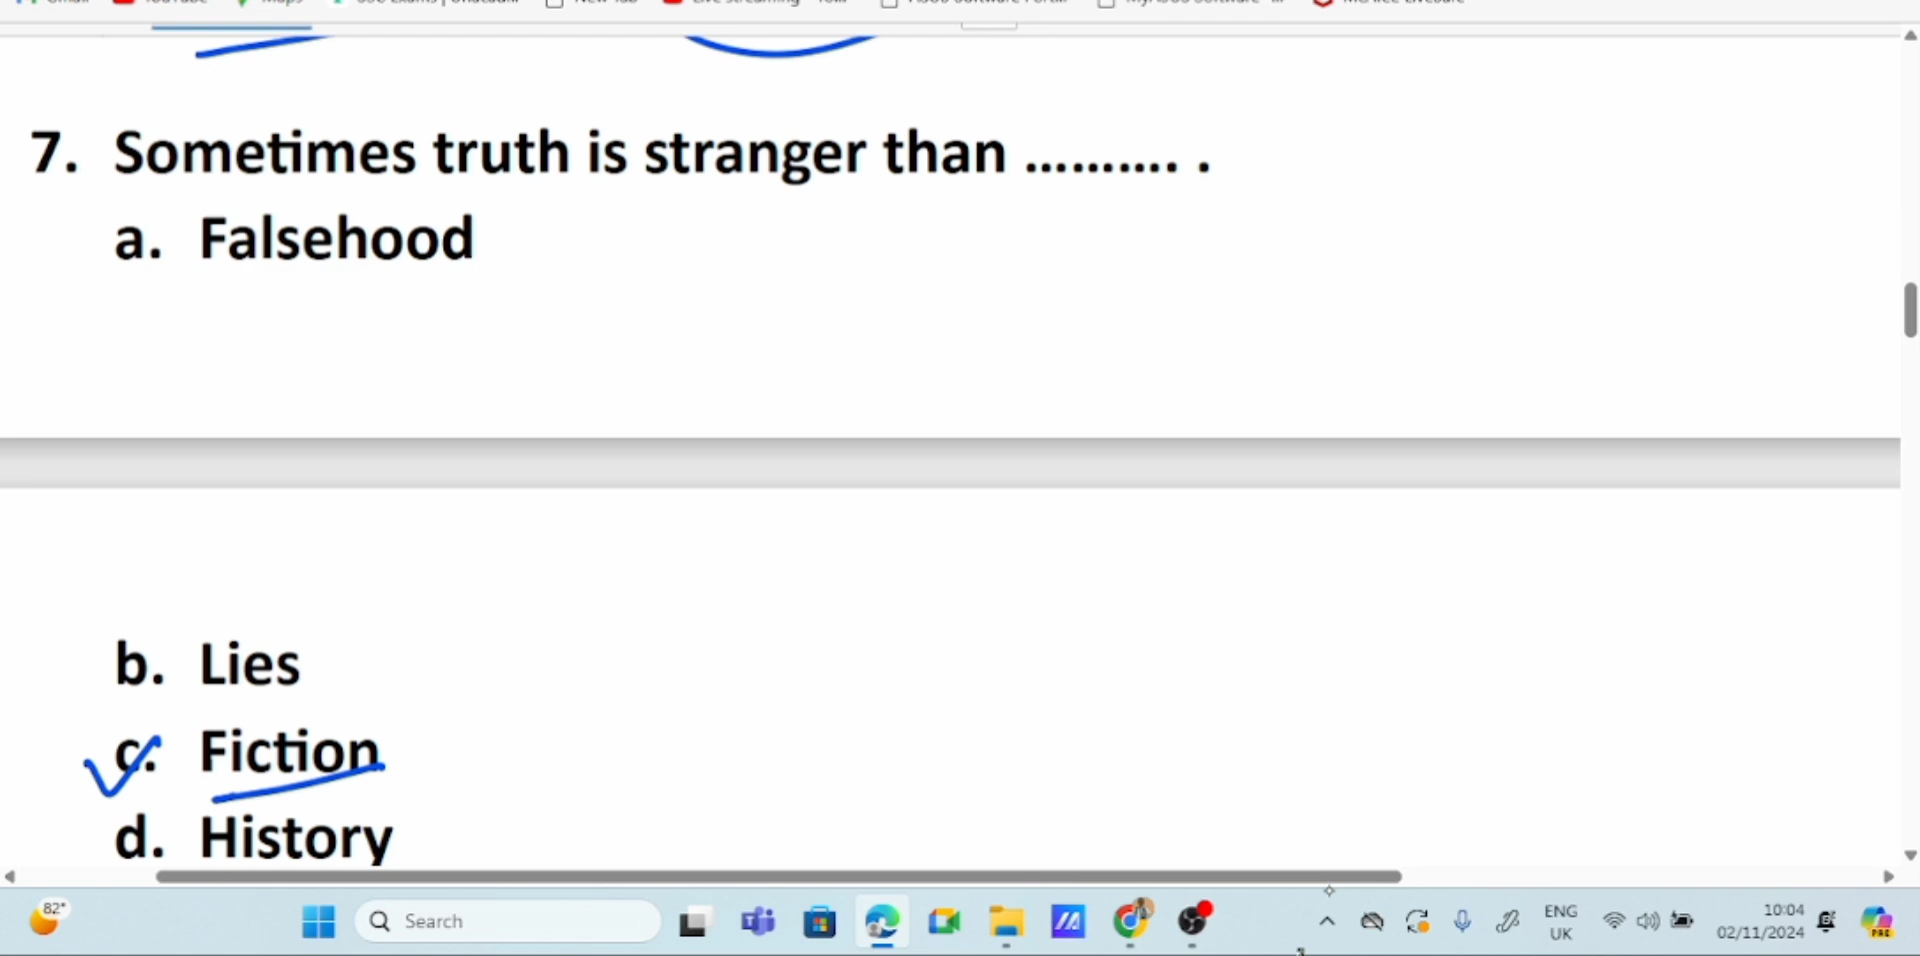 7. Sometimes truth is stranger than .......... .
a. Falsehood
b. Lies
c. Fiction
d. History
82°
Search
ENG
UK
10:04
02/11/2024
PRE